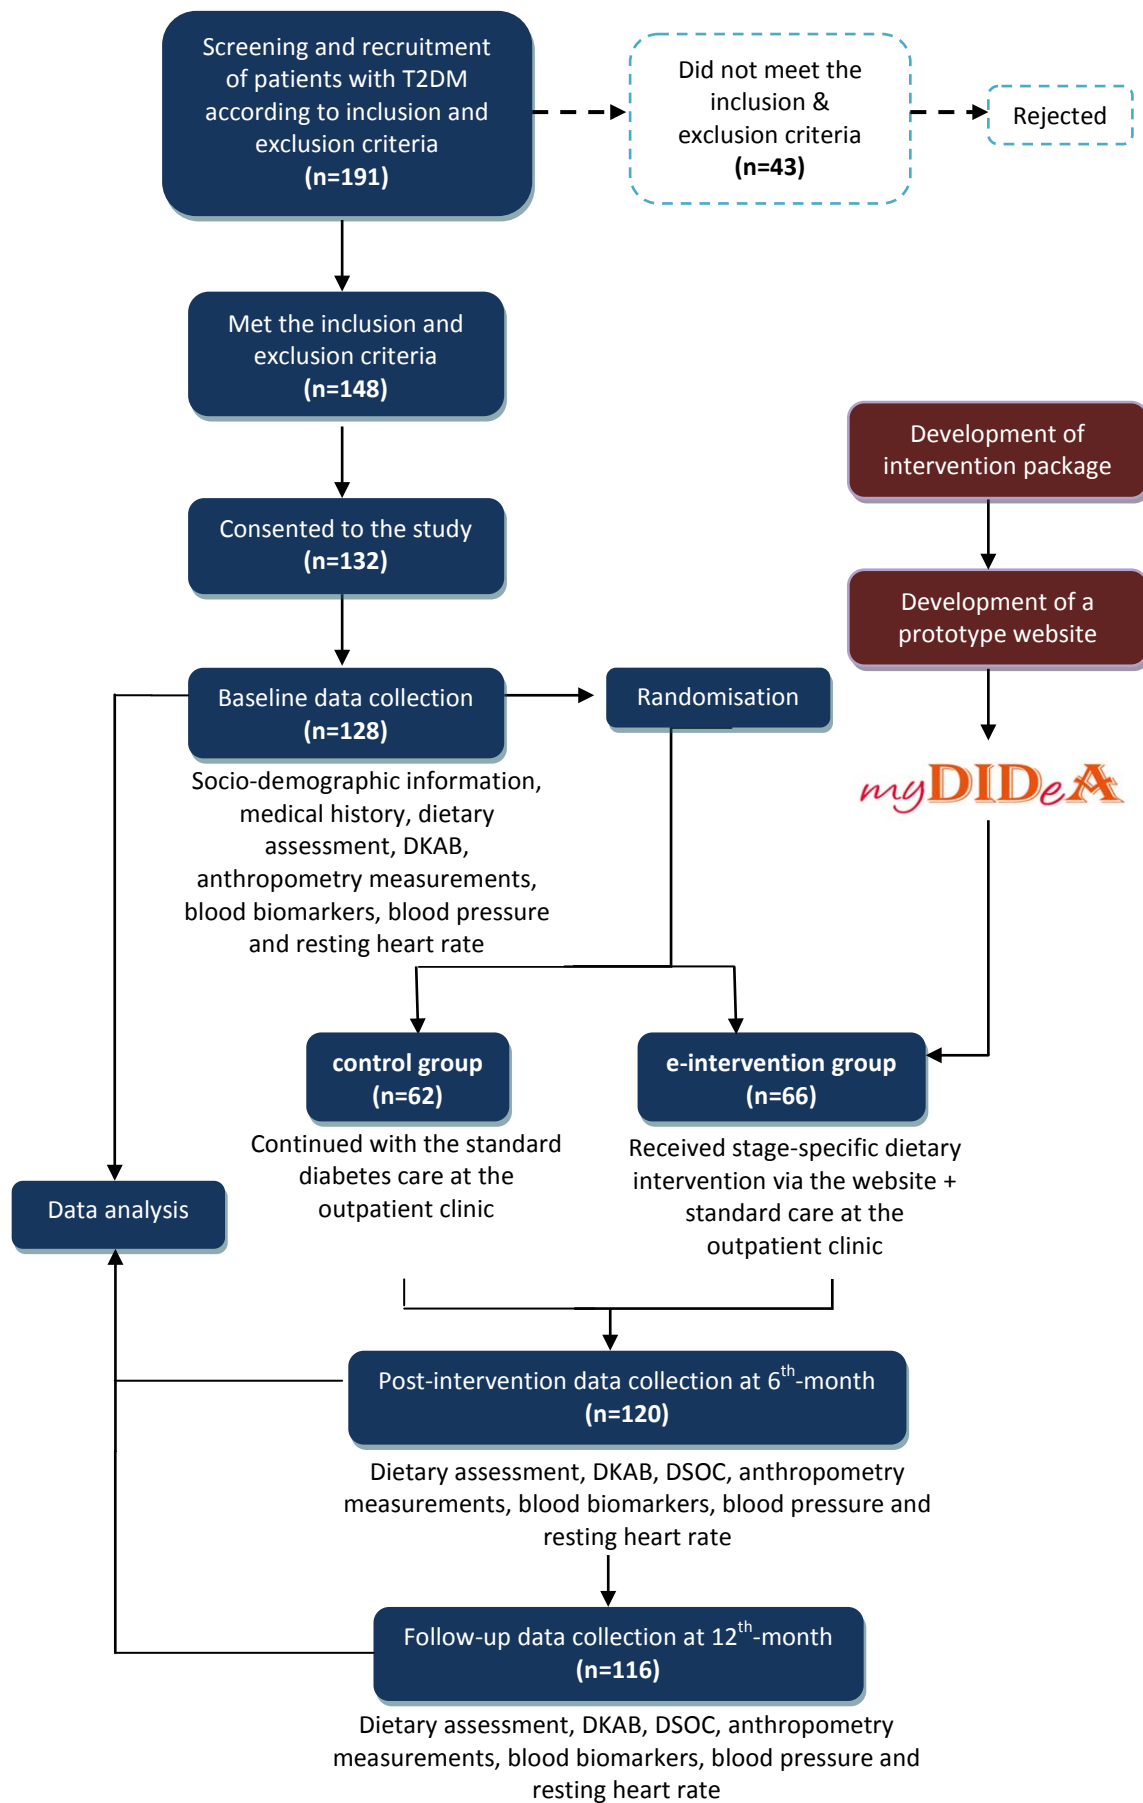 Screening and recruitment
of patients with T2DM
according to inclusion and
exclusion criteria
(n=191)
Did not meet the
inclusion &
exclusion criteria
(n=43)
Rejected
Met the inclusion and
exclusion criteria
(n=148)
Development of
intervention package
Consented to the study
(n=132)
Development of a
prototype website
Baseline data collection
(n=128)
Randomisation
myDIDeA
Socio-demographic information,
medical history, dietary
assessment, DKAB,
anthropometry measurements,
blood biomarkers, blood pressure
and resting heart rate
control group
(n=62)
e-intervention group
(n=66)
Continued with the standard
diabetes care at the
outpatient clinic
Received stage-specific dietary
intervention via the website +
standard care at the
outpatient clinic
Data analysis
Post-intervention data collection at 6th-month
(n=120)
Dietary assessment, DKAB, DSOC, anthropometry
measurements, blood biomarkers, blood pressure and
resting heart rate
Follow-up data collection at 12th-month
(n=116)
Dietary assessment, DKAB, DSOC, anthropometry
measurements, blood biomarkers, blood pressure and
resting heart rate